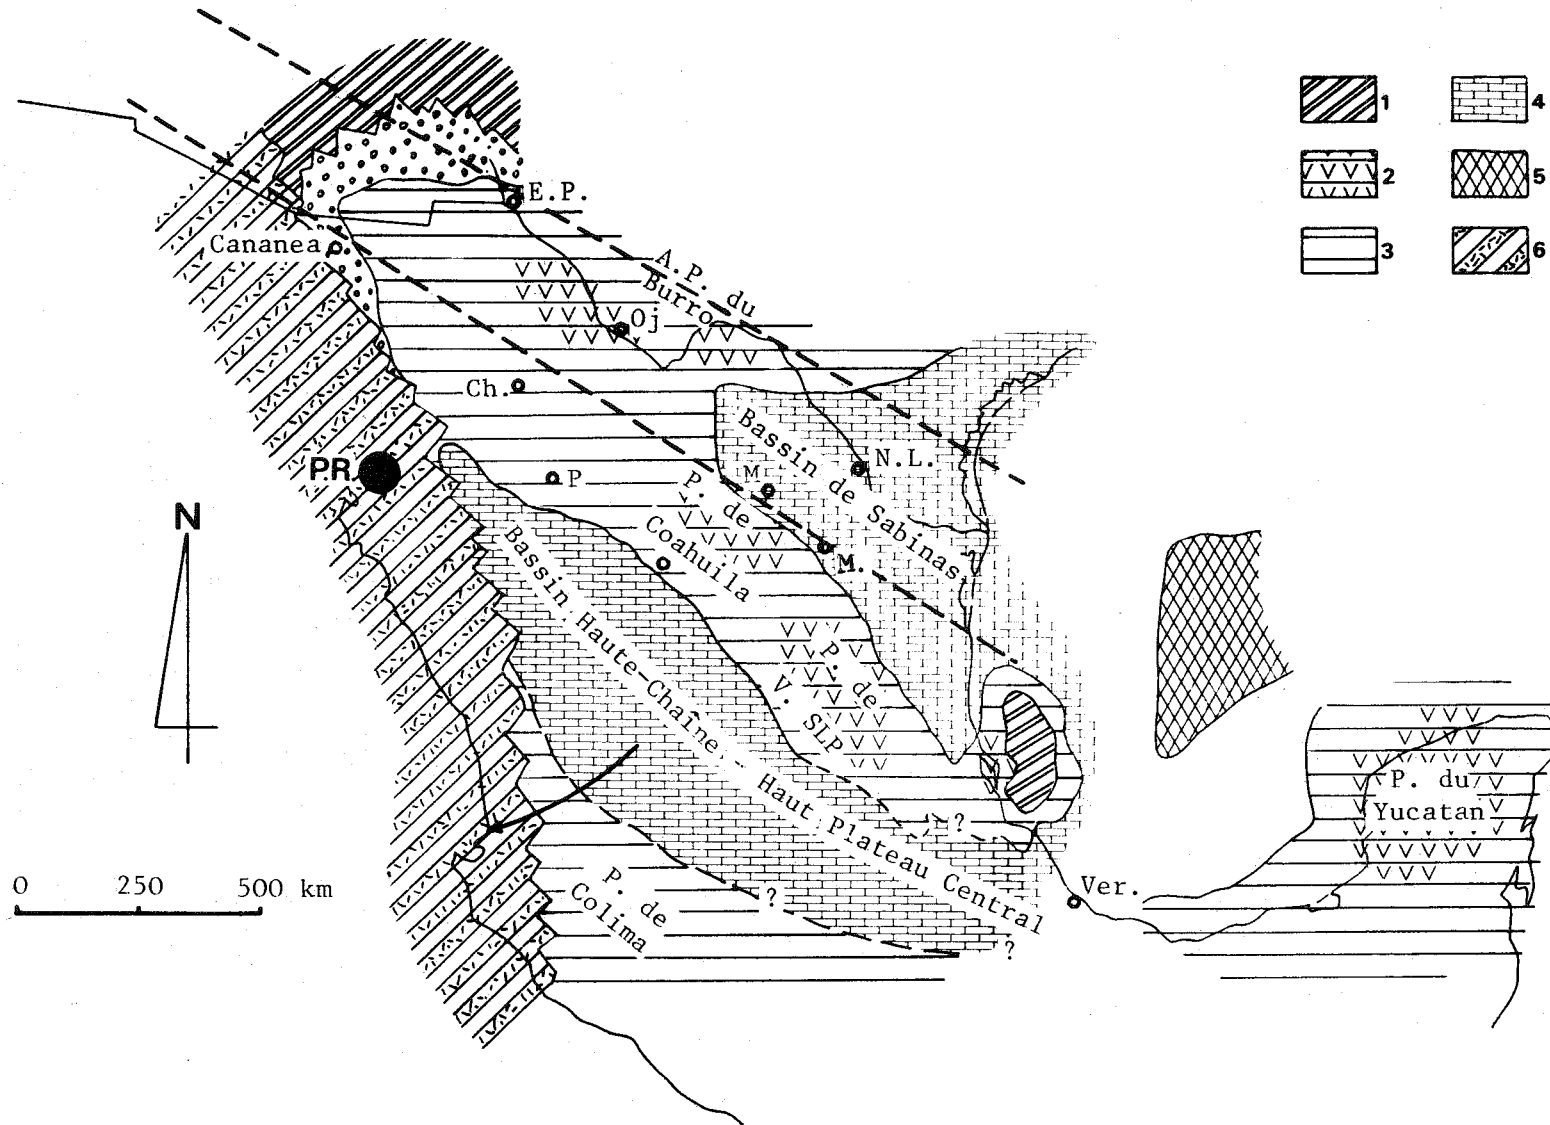 1
4
2
5
3
6
E.P.
Cananea
A.P. du
Burro
Oj
Ch.
Bassin de Sabinas
N.L.
PR
P
M
P. de
Coahuila
M.
N
Bassin Haute-Chaîne - Haut Plateau Central
P. de
V. SLP
?
P. du
Yucatan
0 250 500 km
P. de
Colima
?
Ver.
?